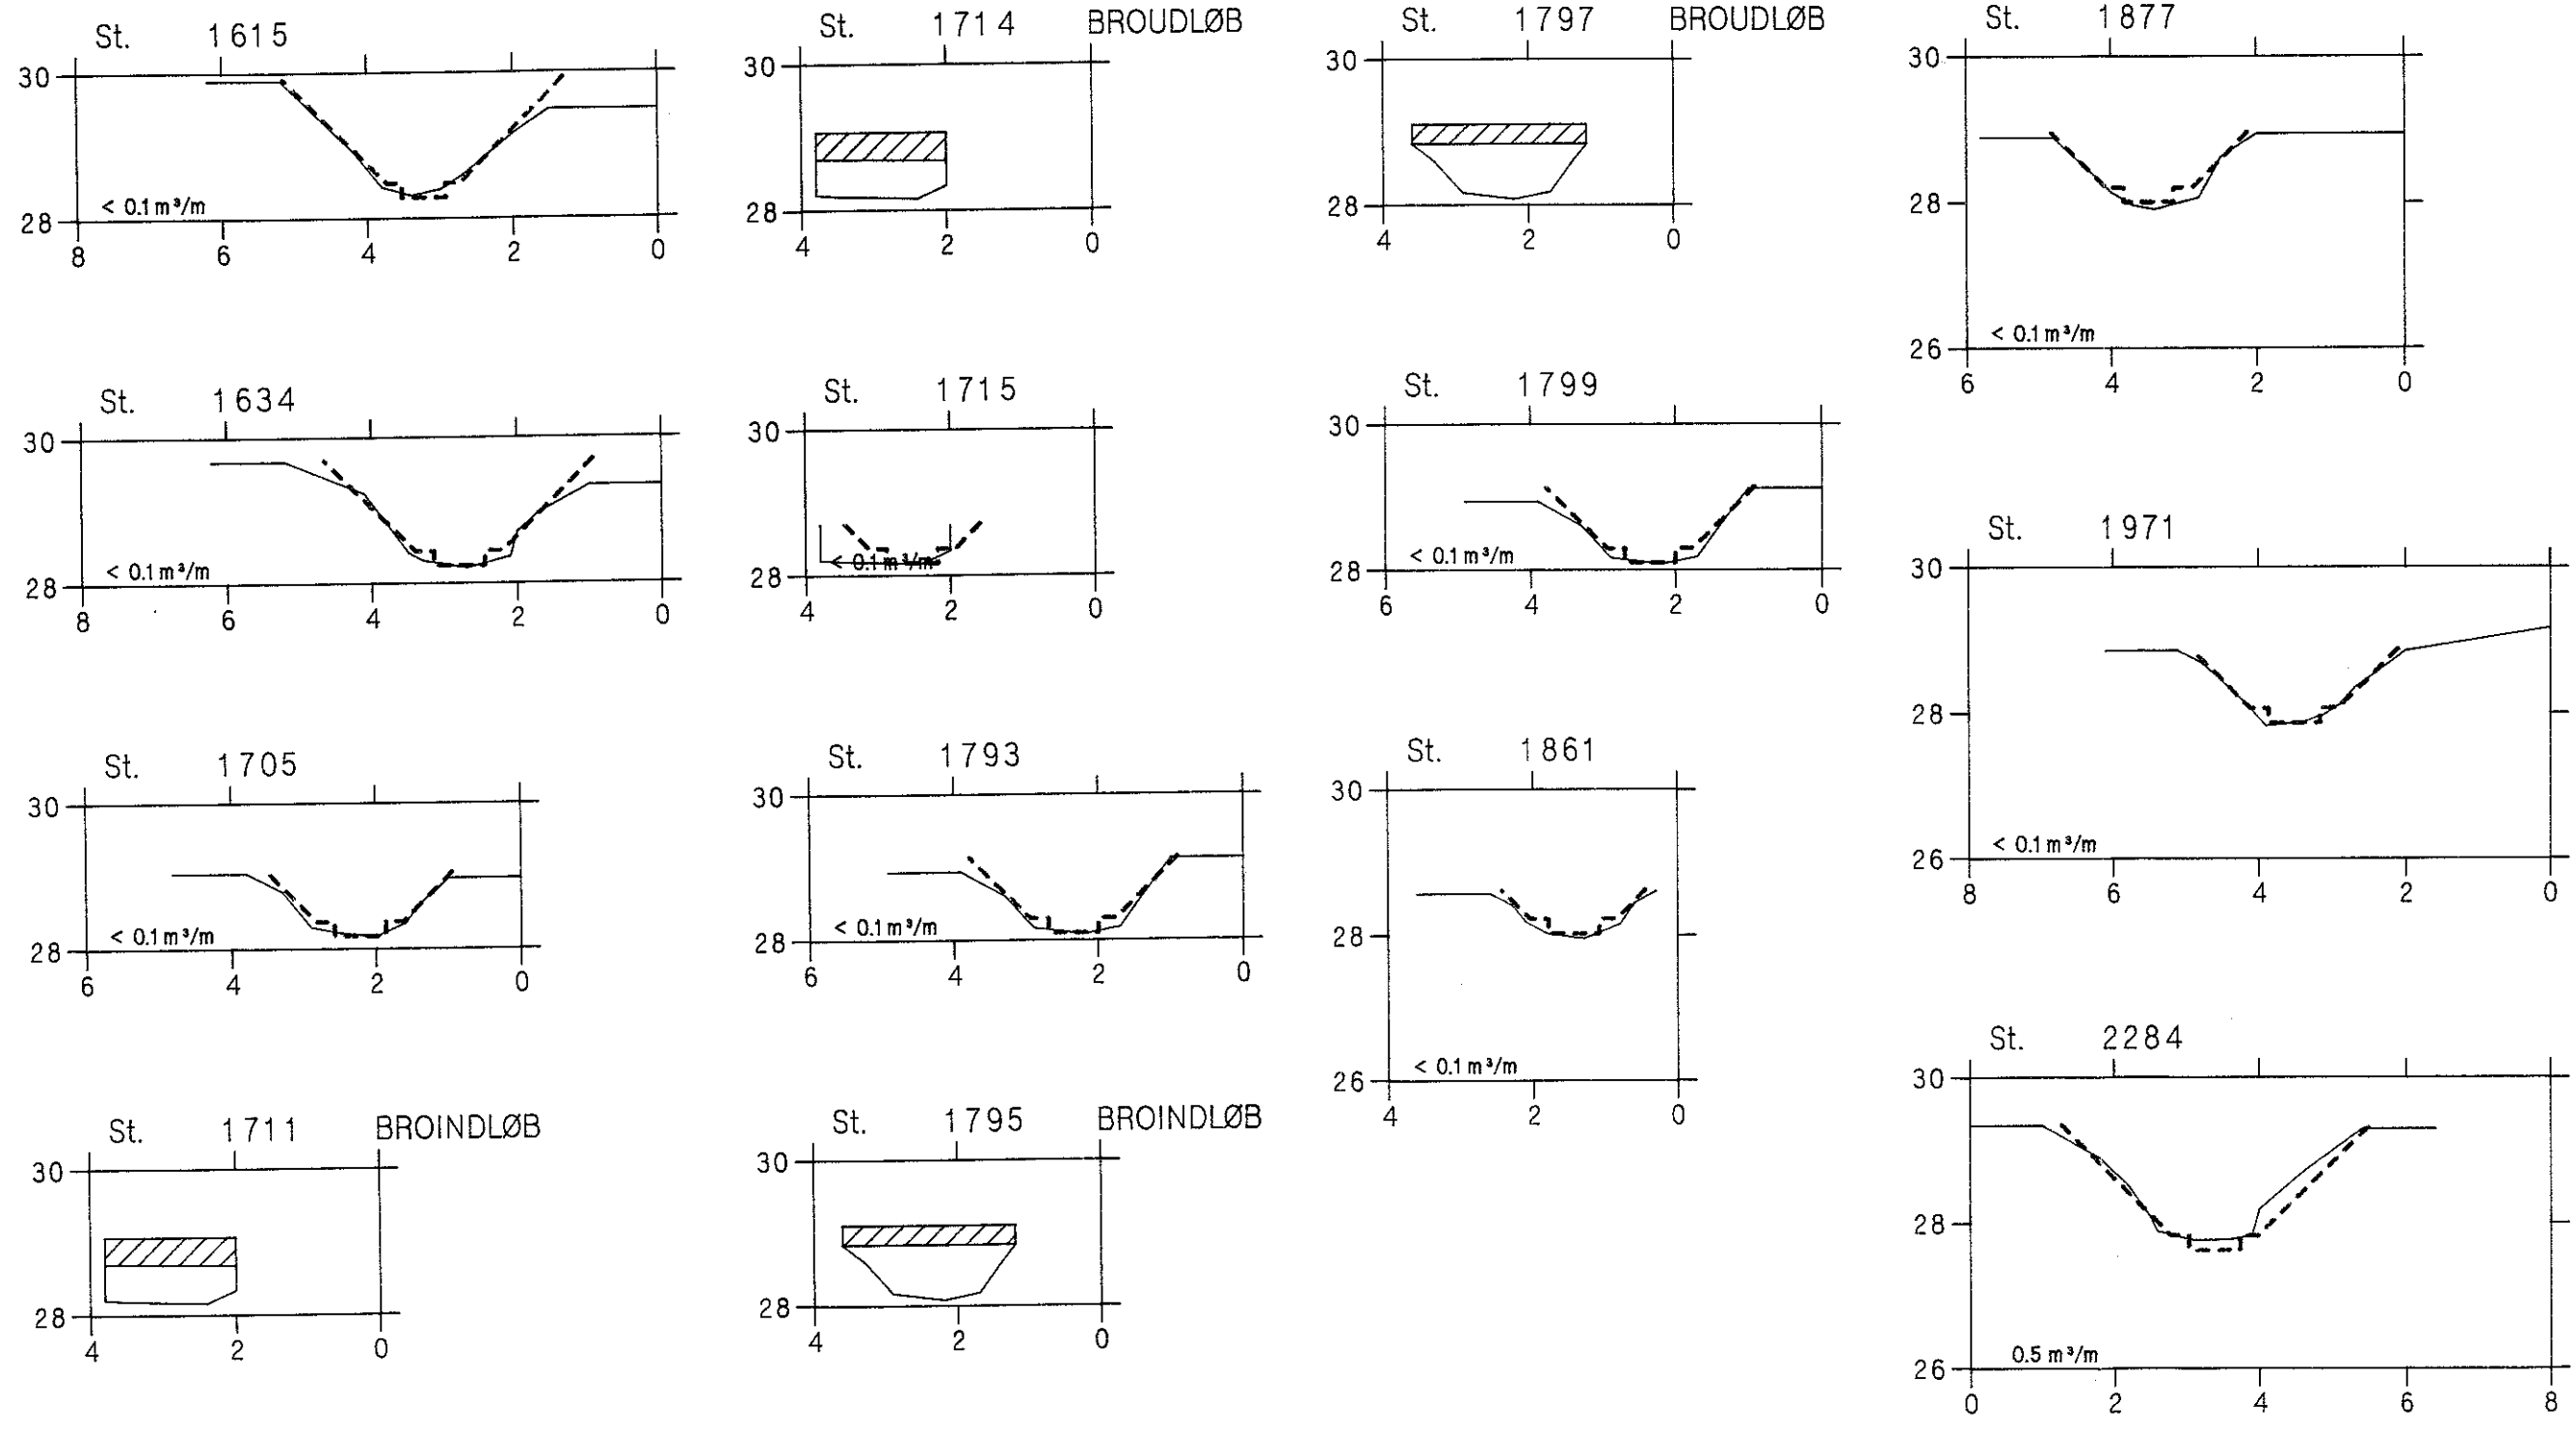 St. 1615
30
28
< 0.1 m³/m
8 6 4 2 0
St. 1634
30
28
< 0.1 m³/m
8 6 4 2 0
St. 1705
30
28
< 0.1 m³/m
6 4 2 0
St. 1711 BROINDLØB
30
28
4 2 0
St. 1714 BROUDLØB
30
28
4 2 0
St. 1715
30
28
< 0.1 m³/m
4 2 0
St. 1793
30
28
< 0.1 m³/m
6 4 2 0
St. 1795 BROINDLØB
30
28
4 2 0
St. 1797 BROUDLØB
30
28
4 2 0
St. 1799
30
28
< 0.1 m³/m
6 4 2 0
St. 1861
30
28
26
< 0.1 m³/m
4 2 0
St. 1877
30
28
26
< 0.1 m³/m
6 4 2 0
St. 1971
30
28
26
< 0.1 m³/m
8 6 4 2 0
St. 2284
30
28
26
0.5 m³/m
0 2 4 6 8